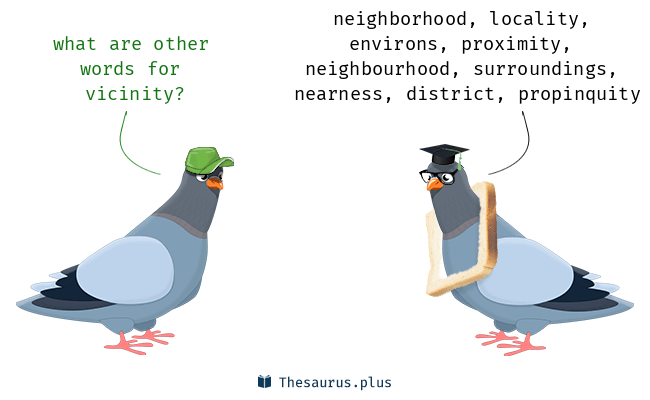 what are other
words for
vicinity?
neighborhood, locality,
environs, proximity,
neighbourhood, surroundings,
nearness, district, propinquity
Thesaurus.plus